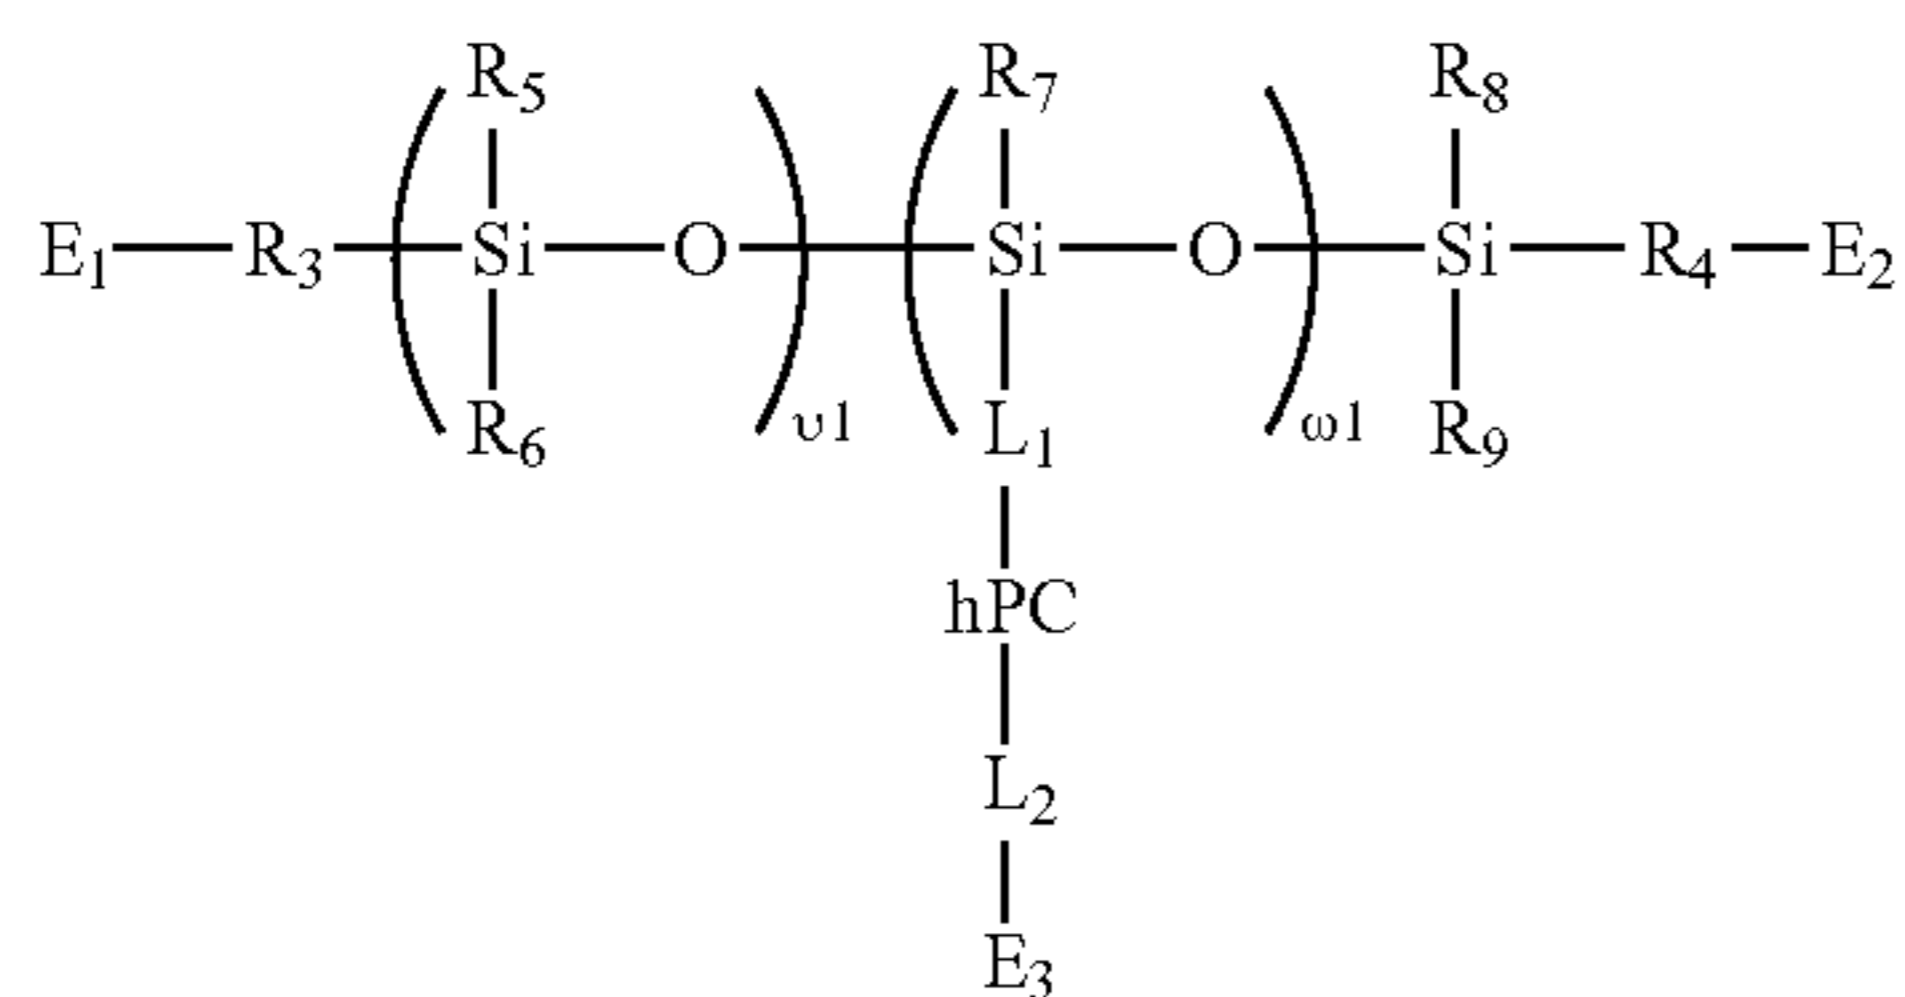 R5 R7 R8
E1 R3 Si O Si O Si R4 E2
R6 υ1 L1 ω1 R9
hPC
L2
E3